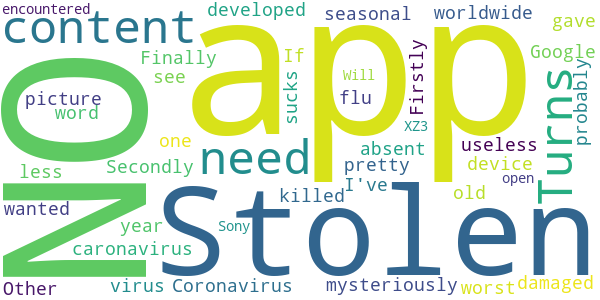 encountered
developed
seasonal
worldwide
gave
content
app
Finally
If
Google
see
sucks
Will
picture
word
flu
Firstly
XZ3
Turns
probably
NO
need
one
absent
useless
less
Secondly
pretty
device
open
wanted
killed
I've
old
Stolen
year
Sony
caronavirus
Other
virus
Coronavirus
mysteriously
worst
damaged